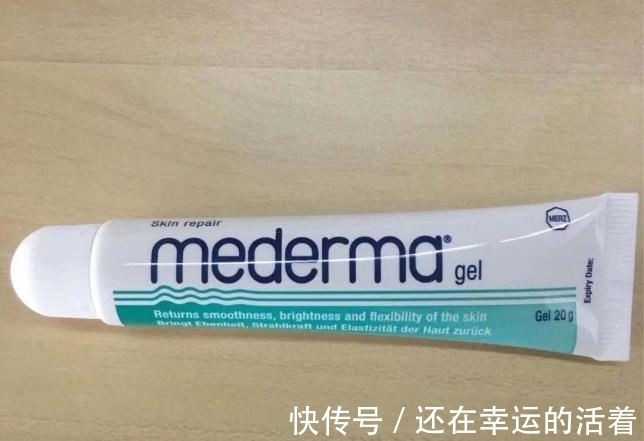 Skin repair
mederma® gel
MERZ
Expiry Date:
Returns smoothness, brightness and flexibility of the skin
Bringt Ebenheit, Strahlkraft und Elastizität der Haut zurück
Gel 20 g
快传号 / 还在幸运的活着